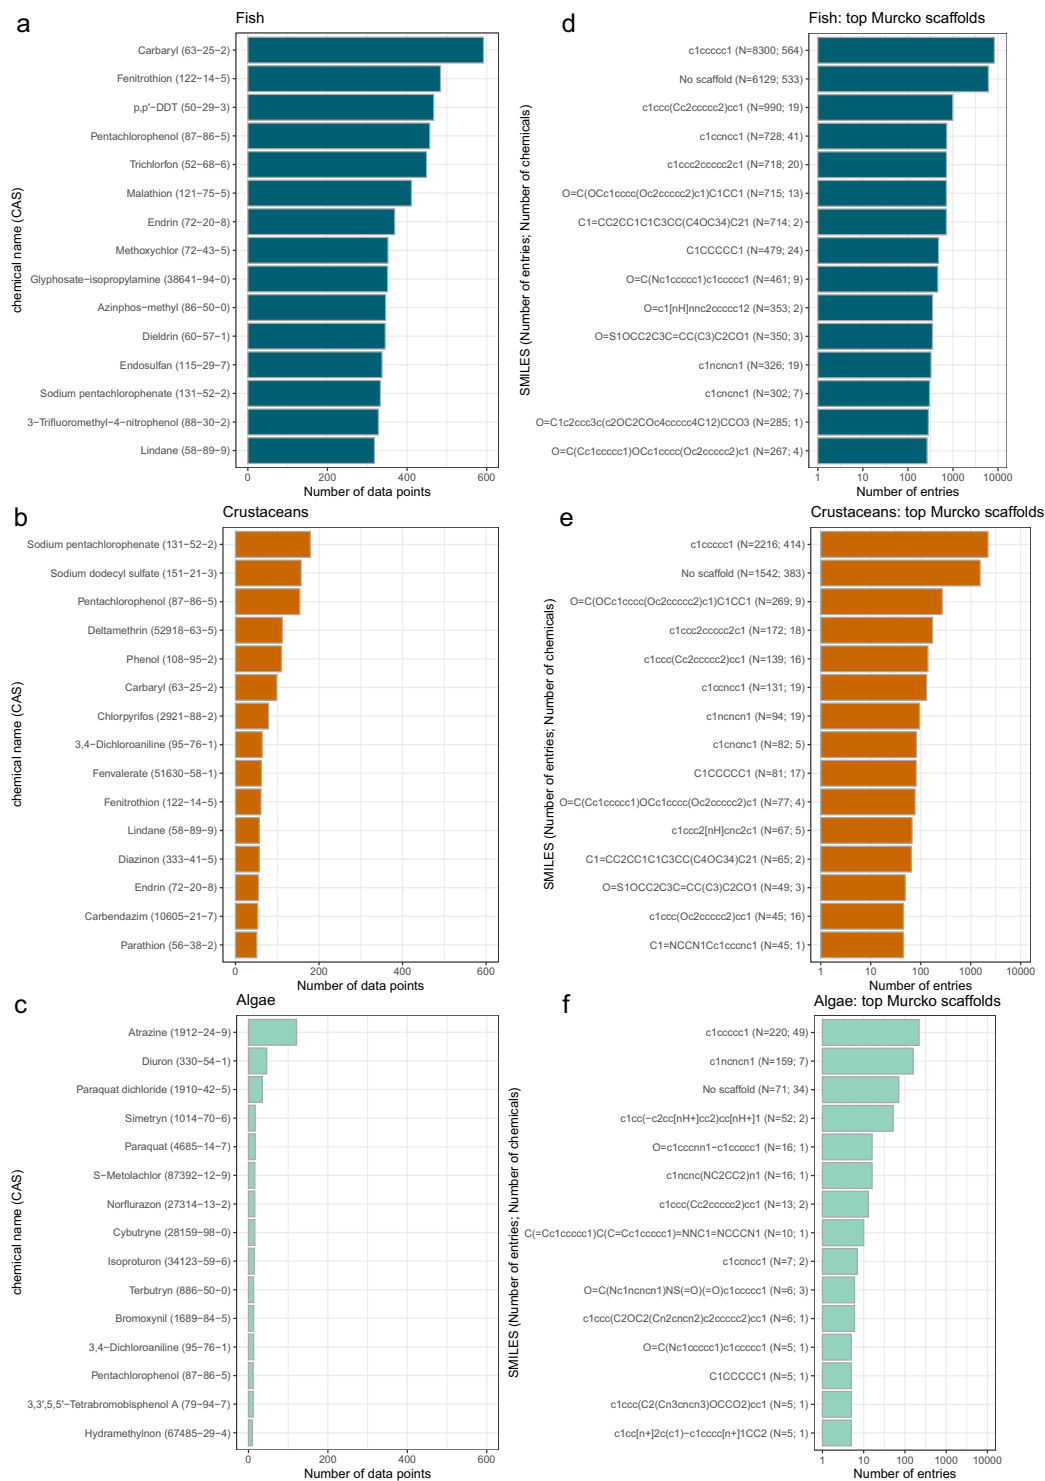 a
Fish
chemical name (CAS)
Carbaryl (63−25−2)
Fenitrothion (122−14−5)
p,p'−DDT (50−29−3)
Pentachlorophenol (87−86−5)
Trichlorfon (52−68−6)
Malathion (121−75−5)
Endrin (72−20−8)
Methoxychlor (72−43−5)
Glyphosate−isopropylamine (38641−94−0)
Azinphos−methyl (86−50−0)
Dieldrin (60−57−1)
Endosulfan (115−29−7)
Sodium pentachlorophenate (131−52−2)
3−Trifluoromethyl−4−nitrophenol (88−30−2)
Lindane (58−89−9)
0 200 400 600
Number of data points
d
Fish: top Murcko scaffolds
SMILES (Number of entries; Number of chemicals)
c1ccccc1 (N=8300; 564)
No scaffold (N=6129; 533)
c1ccc(Cc2ccccc2)cc1 (N=990; 19)
c1ccncc1 (N=728; 41)
c1ccc2ccccc2c1 (N=718; 20)
O=C(OCc1cccc(Oc2ccccc2)c1)C1CC1 (N=715; 13)
C1=CC2CC1C1C3CC(C4OC34)C21 (N=714; 2)
C1CCCCC1 (N=479; 24)
O=C(Nc1ccccc1)c1ccccc1 (N=461; 9)
O=c1[nH]nnc2ccccc12 (N=353; 2)
O=S1OCC2C3C=CC(C3)C2CO1 (N=350; 3)
c1ncncn1 (N=326; 19)
c1cncnc1 (N=302; 7)
O=C1c2ccc3c(c2OC2COc4ccccc4C12)CCO3 (N=285; 1)
O=C(Cc1ccccc1)OCc1cccc(Oc2ccccc2)c1 (N=267; 4)
1 10 100 1000 10000
Number of entries
b
Crustaceans
chemical name (CAS)
Sodium pentachlorophenate (131−52−2)
Sodium dodecyl sulfate (151−21−3)
Pentachlorophenol (87−86−5)
Deltamethrin (52918−63−5)
Phenol (108−95−2)
Carbaryl (63−25−2)
Chlorpyrifos (2921−88−2)
3,4−Dichloroaniline (95−76−1)
Fenvalerate (51630−58−1)
Fenitrothion (122−14−5)
Lindane (58−89−9)
Diazinon (333−41−5)
Endrin (72−20−8)
Carbendazim (10605−21−7)
Parathion (56−38−2)
0 200 400 600
Number of data points
e
Crustaceans: top Murcko scaffolds
SMILES (Number of entries; Number of chemicals)
c1ccccc1 (N=2216; 414)
No scaffold (N=1542; 383)
O=C(OCc1cccc(Oc2ccccc2)c1)C1CC1 (N=269; 9)
c1ccc2ccccc2c1 (N=172; 18)
c1ccc(Cc2ccccc2)cc1 (N=139; 16)
c1ccncc1 (N=131; 19)
c1ncncn1 (N=94; 19)
c1cncnc1 (N=82; 5)
C1CCCCC1 (N=81; 17)
O=C(Cc1ccccc1)OCc1cccc(Oc2ccccc2)c1 (N=77; 4)
c1ccc2[nH]cnc2c1 (N=67; 5)
C1=CC2CC1C1C3CC(C4OC34)C21 (N=65; 2)
O=S1OCC2C3C=CC(C3)C2CO1 (N=49; 3)
c1ccc(Oc2ccccc2)cc1 (N=45; 16)
C1=NCCN1Cc1cccnc1 (N=45; 1)
1 10 100 1000 10000
Number of entries
c
Algae
chemical name (CAS)
Atrazine (1912−24−9)
Diuron (330−54−1)
Paraquat dichloride (1910−42−5)
Simetryn (1014−70−6)
Paraquat (4685−14−7)
S−Metolachlor (87392−12−9)
Norflurazon (27314−13−2)
Cybutryne (28159−98−0)
Isoproturon (34123−59−6)
Terbutryn (886−50−0)
Bromoxynil (1689−84−5)
3,4−Dichloroaniline (95−76−1)
Pentachlorophenol (87−86−5)
3,3',5,5'−Tetrabromobisphenol A (79−94−7)
Hydramethylnon (67485−29−4)
0 200 400 600
Number of data points
f
Algae: top Murcko scaffolds
SMILES (Number of entries; Number of chemicals)
c1ccccc1 (N=220; 49)
c1ncncn1 (N=159; 7)
No scaffold (N=71; 34)
c1cc(−c2cc[nH+]cc2)cc[nH+]1 (N=52; 2)
O=c1cccnn1−c1ccccc1 (N=16; 1)
c1ncnc(NC2CC2)n1 (N=16; 1)
c1ccc(Cc2ccccc2)cc1 (N=13; 2)
C(=Cc1ccccc1)C(C=Cc1ccccc1)=NNC1=NCCCN1 (N=10; 1)
c1ccncc1 (N=7; 2)
O=C(Nc1ncncn1)NS(=O)(=O)c1ccccc1 (N=6; 3)
c1ccc(C2OC2(Cn2cncn2)c2ccccc2)cc1 (N=6; 1)
O=C(Nc1ccccc1)c1ccccc1 (N=5; 1)
C1CCCCC1 (N=5; 1)
c1ccc(C2(Cn3cncn3)OCCO2)cc1 (N=5; 1)
c1cc[n+]2c(c1)−c1cccc[n+]1CC2 (N=5; 1)
1 10 100 1000 10000
Number of entries